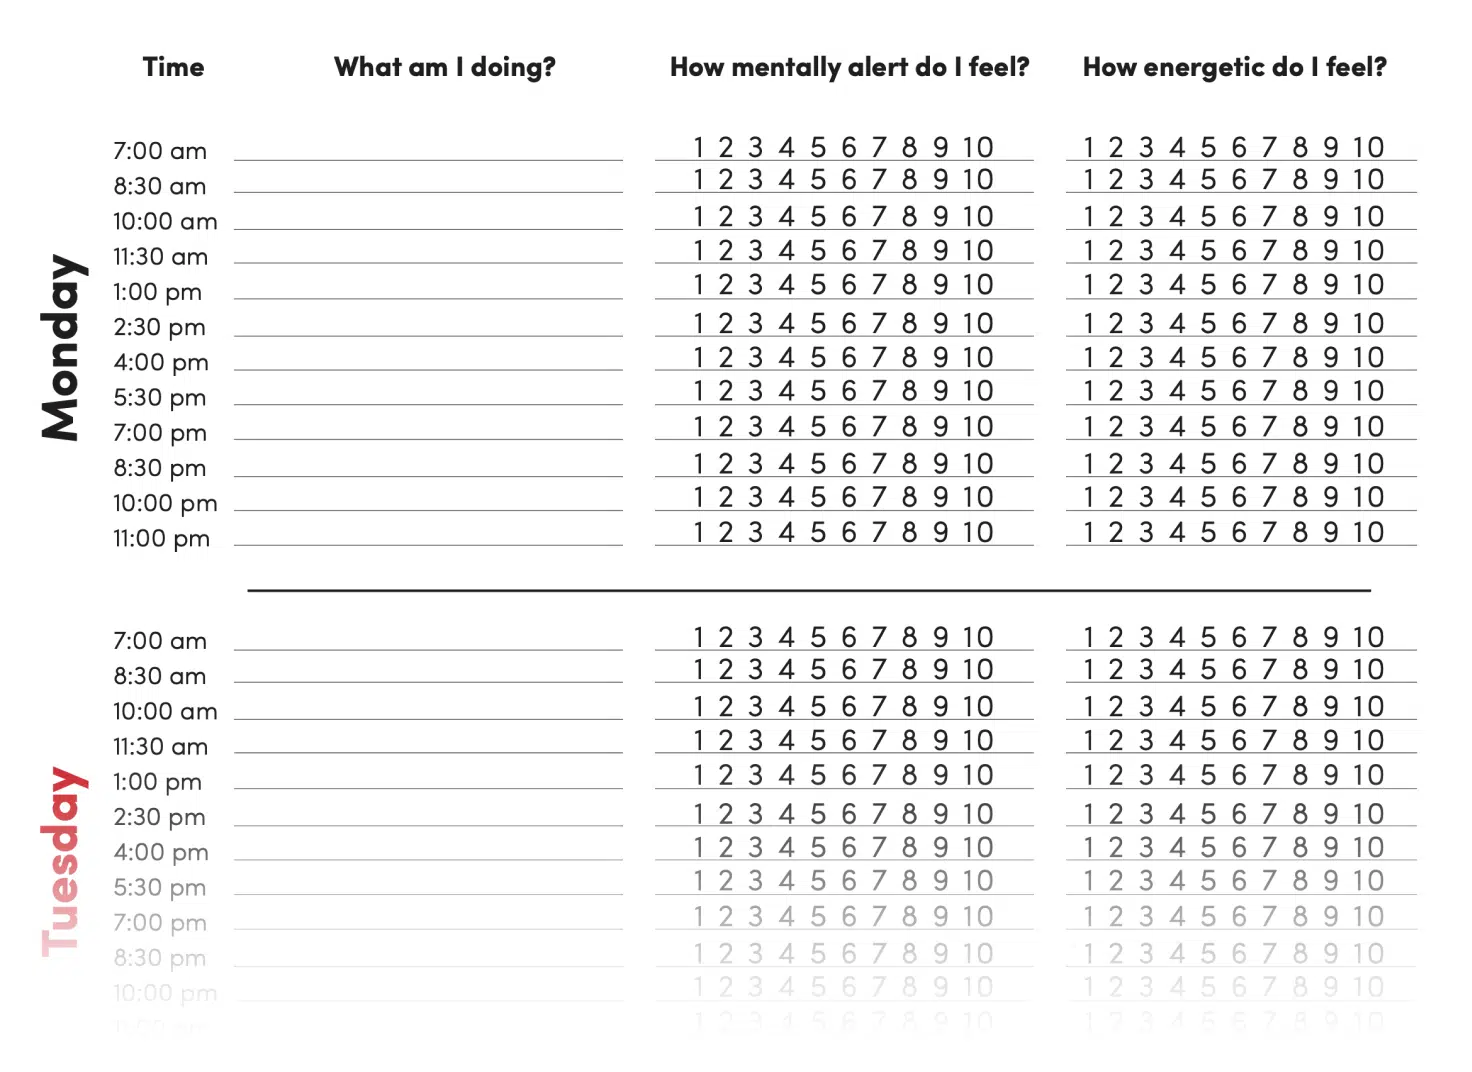 Time What am I doing? How mentally alert do I feel? How energetic do I feel?
Monday
7:00 am 1 2 3 4 5 6 7 8 9 10 1 2 3 4 5 6 7 8 9 10
8:30 am 1 2 3 4 5 6 7 8 9 10 1 2 3 4 5 6 7 8 9 10
10:00 am 1 2 3 4 5 6 7 8 9 10 1 2 3 4 5 6 7 8 9 10
11:30 am 1 2 3 4 5 6 7 8 9 10 1 2 3 4 5 6 7 8 9 10
1:00 pm 1 2 3 4 5 6 7 8 9 10 1 2 3 4 5 6 7 8 9 10
2:30 pm 1 2 3 4 5 6 7 8 9 10 1 2 3 4 5 6 7 8 9 10
4:00 pm 1 2 3 4 5 6 7 8 9 10 1 2 3 4 5 6 7 8 9 10
5:30 pm 1 2 3 4 5 6 7 8 9 10 1 2 3 4 5 6 7 8 9 10
7:00 pm 1 2 3 4 5 6 7 8 9 10 1 2 3 4 5 6 7 8 9 10
8:30 pm 1 2 3 4 5 6 7 8 9 10 1 2 3 4 5 6 7 8 9 10
10:00 pm 1 2 3 4 5 6 7 8 9 10 1 2 3 4 5 6 7 8 9 10
11:00 pm 1 2 3 4 5 6 7 8 9 10 1 2 3 4 5 6 7 8 9 10
Tuesday
7:00 am 1 2 3 4 5 6 7 8 9 10 1 2 3 4 5 6 7 8 9 10
8:30 am 1 2 3 4 5 6 7 8 9 10 1 2 3 4 5 6 7 8 9 10
10:00 am 1 2 3 4 5 6 7 8 9 10 1 2 3 4 5 6 7 8 9 10
11:30 am 1 2 3 4 5 6 7 8 9 10 1 2 3 4 5 6 7 8 9 10
1:00 pm 1 2 3 4 5 6 7 8 9 10 1 2 3 4 5 6 7 8 9 10
2:30 pm 1 2 3 4 5 6 7 8 9 10 1 2 3 4 5 6 7 8 9 10
4:00 pm 1 2 3 4 5 6 7 8 9 10 1 2 3 4 5 6 7 8 9 10
5:30 pm 1 2 3 4 5 6 7 8 9 10 1 2 3 4 5 6 7 8 9 10
7:00 pm 1 2 3 4 5 6 7 8 9 10 1 2 3 4 5 6 7 8 9 10
8:30 pm 1 2 3 4 5 6 7 8 9 10 1 2 3 4 5 6 7 8 9 10
10:00 pm 1 2 3 4 5 6 7 8 9 10 1 2 3 4 5 6 7 8 9 10
1 2 3 4 5 6 7 8 9 10 1 2 3 4 5 6 7 8 9 10